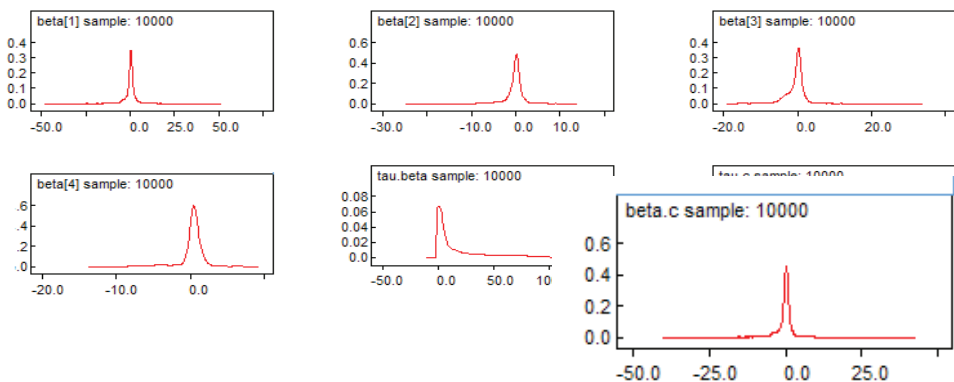 beta[1] sample: 10000
0.4
0.3
0.2
0.1
0.0
-50.0 0.0 25.0 50.0
beta[2] sample: 10000
0.6
0.4
0.2
0.0
-30.0 -10.0 0.0 10.0
beta[3] sample: 10000
0.4
0.3
0.2
0.1
0.0
-20.0 0.0 20.0
beta[4] sample: 10000
.6
.4
.2
.0
-20.0 -10.0 0.0
tau.beta sample: 10000
0.08
0.06
0.04
0.02
0.0
0.0 50.0 10
tau.c sample: 10000
beta.c sample: 10000
0.6
0.4
0.2
0.0
-50.0 -25.0 0.0 25.0